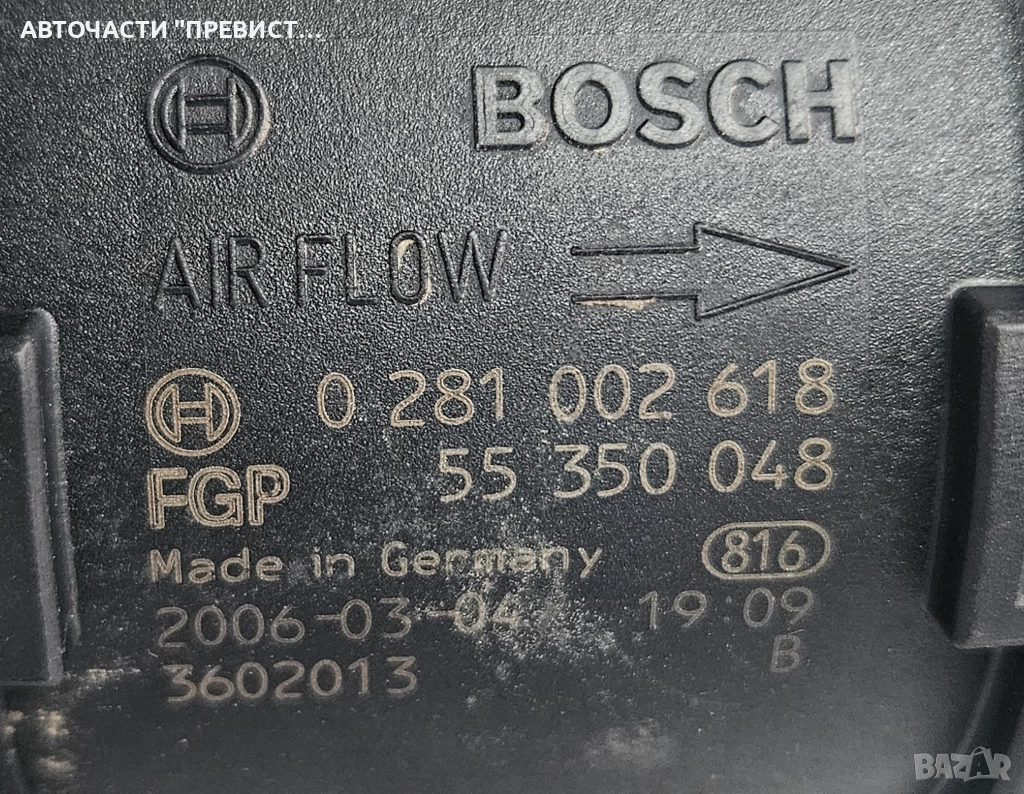 АВТОЧАСТИ "ПРЕВИСТ...
BOSCH
AIR FLOW
0 281 002 618
FGP 55 350 048
Made in Germany 816
2006-03-04 19:09
B
3602013
BAZAR